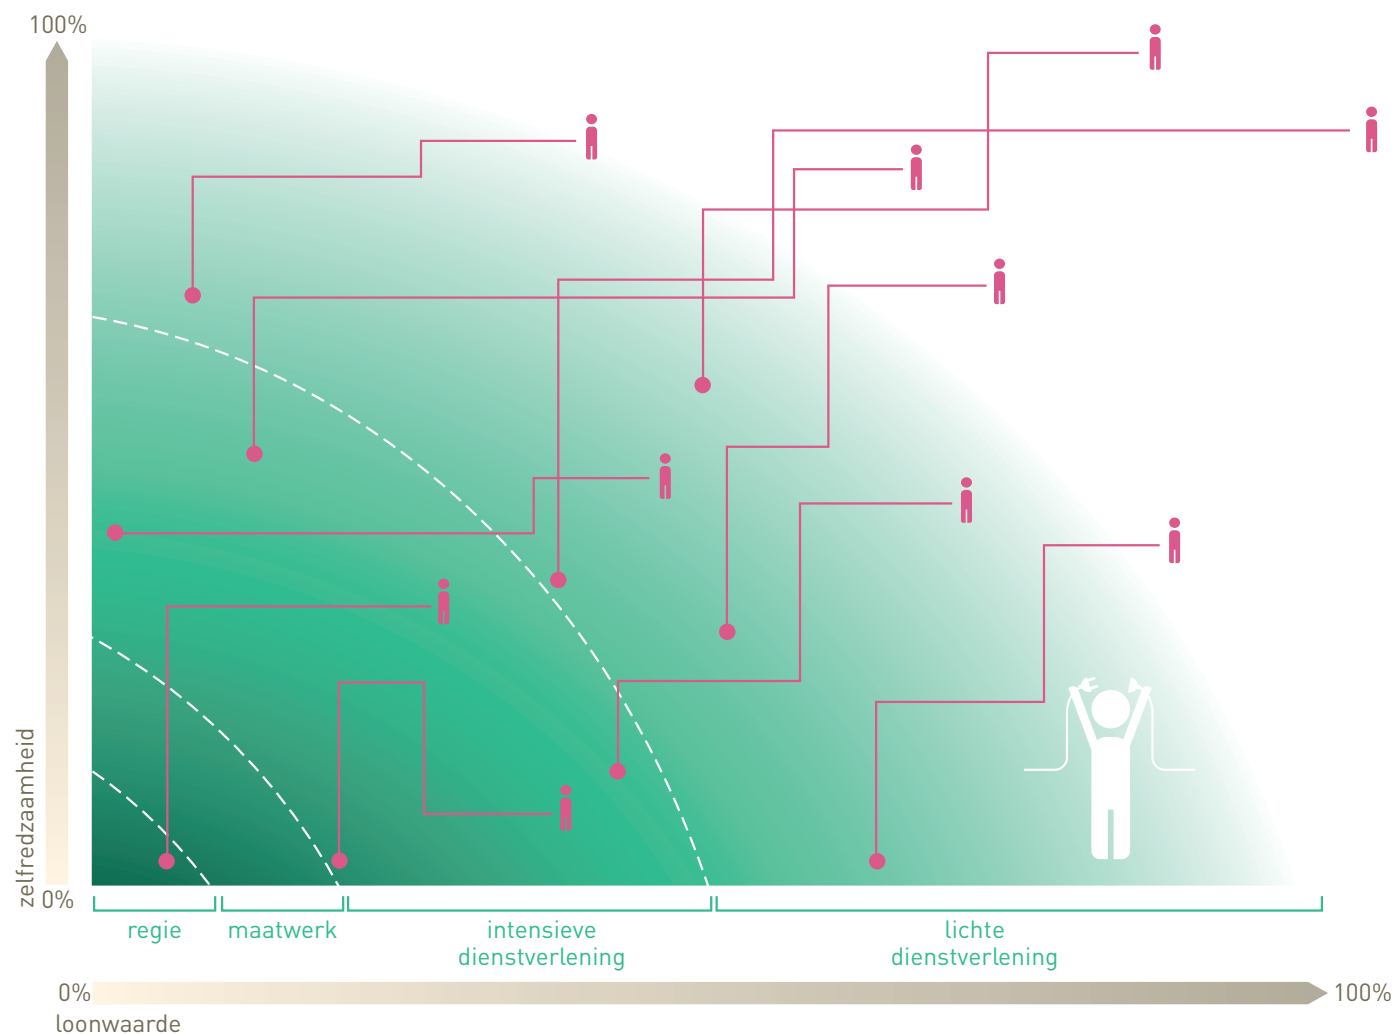 100%
zelfredzaamheid
0%
regie
maatwerk
intensieve
dienstverlening
lichte
dienstverlening
0%
100%
loonwaarde